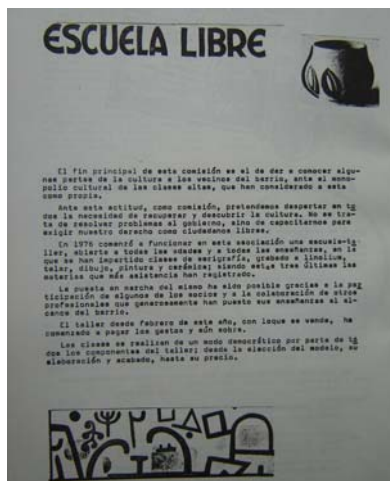 ESCUELA LIBRE
El fin principal de esta comisión es el de dar a conocer algu-
nas partes de la cultura a los vecinos del barrio, ante el mono-
polio cultural de las clases altas, que han considerado a esta
como propia.
Ante esta actitud, como comisión, pretendemos despertar en to
dos la necesidad de recuperar y descubrir la cultura. No se tra-
ta de resolver problemas al gobierno, sino de capacitarnos para
exigir nuestro derecho como ciudadanos libres.
En 1976 comenzó a funcionar en esta asociación una escuela-ta
ller, abierta a todas las edades y a todas las enseñanzas, en la
que se han impartido clases de serigrafía, grabado a linolium,
telar, dibujo, pintura y cerámica; siendo estas tres últimas las
materias que más asistencia han registrado.
La puesta en marcha del mismo ha sido posible gracias a la par
ticipación de algunos de los socios y a la colaboración de otros
profesionales que generosamente han puesto sus enseñanzas al al-
cance del barrio.
El taller desde febrero de este año, con loque se vende, ha
comenzado a pagar los gastos y aún sobra.
Las clases se realizan de un modo democrático por parte de to
dos los componentes del taller; desde la elección del modelo, su
elaboración y acabado, hasta su precio.